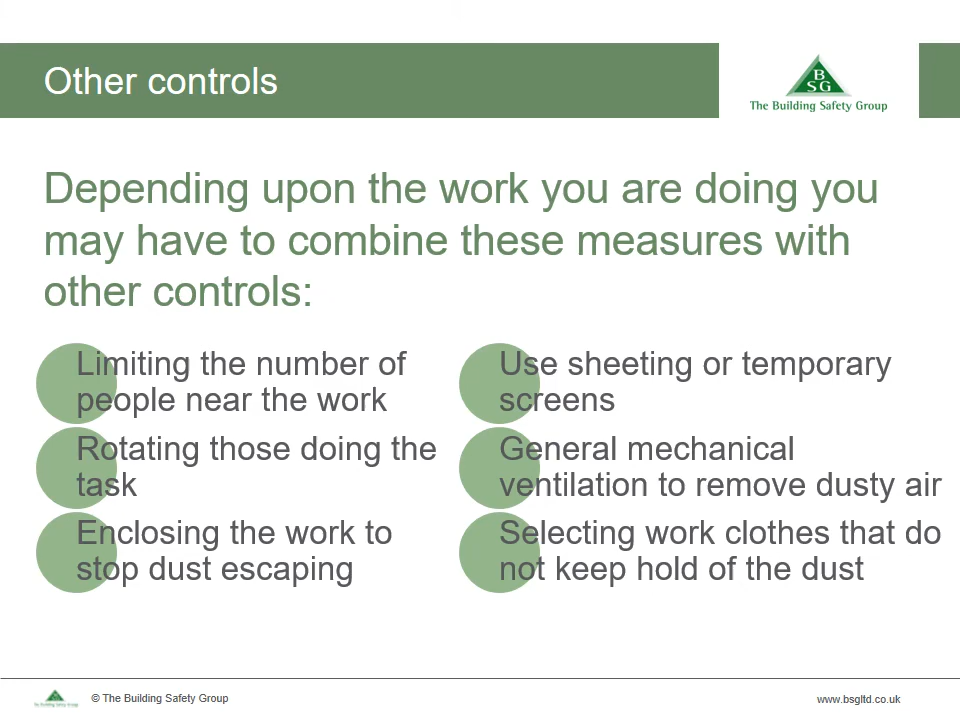 Other controls
B
SG
The Building Safety Group
Depending upon the work you are doing you
may have to combine these measures with
other controls:
Limiting the number of
people near the work
Rotating those doing the
task
Enclosing the work to
stop dust escaping
Use sheeting or temporary
screens
General mechanical
ventilation to remove dusty air
Selecting work clothes that do
not keep hold of the dust
© The Building Safety Group
www.bsgltd.co.uk